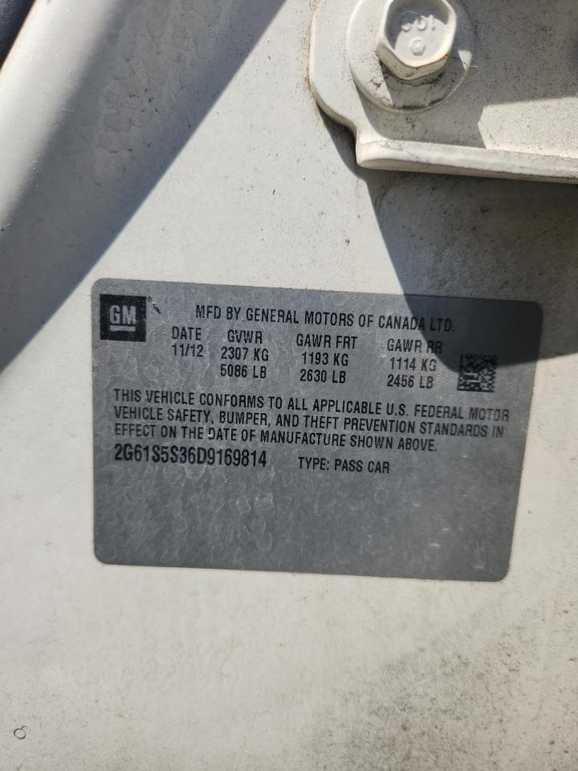 GM MFD BY GENERAL MOTORS OF CANADA LTD.
DATE GVWR GAWR FRT GAWR RR
11/12 2307 KG 1193 KG 1114 KG
5086 LB 2630 LB 2456 LB
THIS VEHICLE CONFORMS TO ALL APPLICABLE U.S. FEDERAL MOTOR
VEHICLE SAFETY, BUMPER, AND THEFT PREVENTION STANDARDS IN
EFFECT ON THE DATE OF MANUFACTURE SHOWN ABOVE.
2G61S5S36D9169814 TYPE: PASS CAR